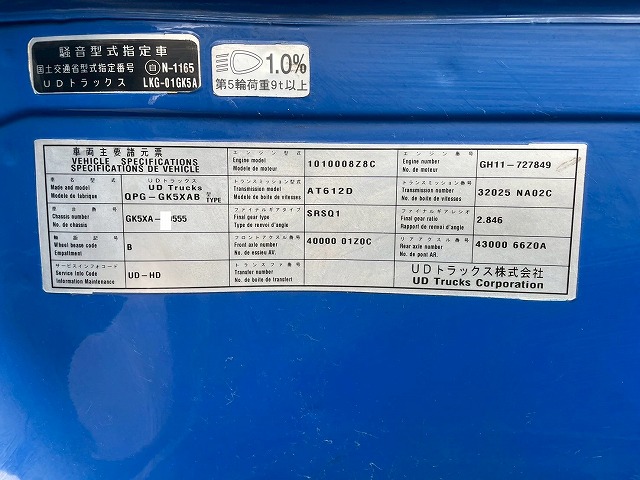 騒音型式指定車
国土交通省型式指定番号 自 N-1165
UDトラックス LKG-01GK5A
1.0%
第5輪荷重9t以上
車両主要諸元票
VEHICLE SPECIFICATIONS
SPECIFICATIONS DE VEHICLE
エンジン型式
Engine model
Modele de moteur
1010008Z8C
エンジン番号
Engine number
No. de moteur
GH11-727849
車名型式
Made and model
Modele de fabrique
UDトラックス
UD Trucks
QPG-GK5XAB 型 TYPE
トランスミッション型式
Transmission model
Modele de boite de vitesses
AT612D
トランスミッション番号
Transmission number
No. de boite de vitesses
32025 NA02C
車台番号
Chassis number
No. de chassis
GK5XA- 555
ファイナルギアタイプ
Final gear type
Type de renvoi d'angle
SRSQ1
ファイナルギアレシオ
Final gear ratio
Rapport de renvoi d'angle
2.846
軸距記号
Wheel basee code
Empattment
B
フロントアクスル番号
Front axle number
No. de essieu AV.
40000 01Z0C
リアアクスル番号
Rear axle number
No. de pont AR.
43000 66Z0A
サービスインフォコード
Service Info Code
Information Maintenance
UD-HD
トランスファ番号
Transfer number
No. de boite de transfert
UDトラックス株式会社
UD Trucks Corporation